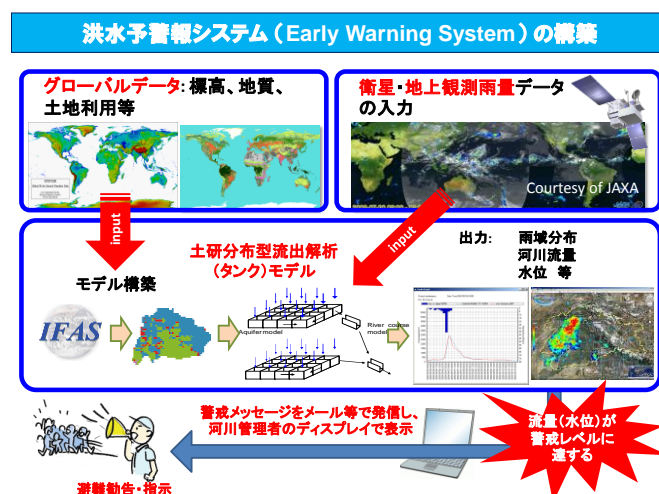 洪水予警報システム（Early Warning System）の構築
グローバルデータ：標高、地質、
土地利用等
衛星・地上観測雨量データ
の入力
Courtesy of JAXA
input
input
モデル構築
土研分布型流出解析
（タンク）モデル
出力： 雨域分布
河川流量
水位 等
IFAS
Aquifer model
River course
model
警戒メッセージをメール等で発信し、
河川管理者のディスプレイで表示
流量（水位）が
警戒レベルに
達する
避難勧告・指示